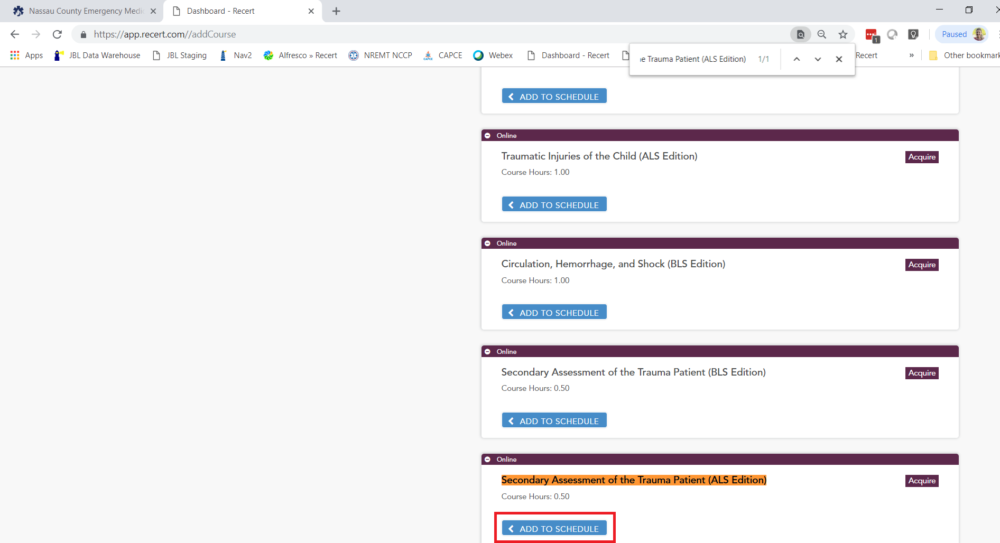 Nassau County Emergency Medic
Dashboard - Recert
https://app.recert.com//addCourse
1
Paused
Apps
JBL Data Warehouse
JBL Staging
Nav2
Alfresco » Recert
NREMT NCCP
CAPCE
CAPCE
Webex
Dashboard - Recert
Recert
»
Other bookmark
e Trauma Patient (ALS Edition) 1/1
ADD TO SCHEDULE
Online
Traumatic Injuries of the Child (ALS Edition)
Acquire
Course Hours: 1.00
ADD TO SCHEDULE
Online
Circulation, Hemorrhage, and Shock (BLS Edition)
Acquire
Course Hours: 1.00
ADD TO SCHEDULE
Online
Secondary Assessment of the Trauma Patient (BLS Edition)
Acquire
Course Hours: 0.50
ADD TO SCHEDULE
Online
Secondary Assessment of the Trauma Patient (ALS Edition)
Acquire
Course Hours: 0.50
ADD TO SCHEDULE